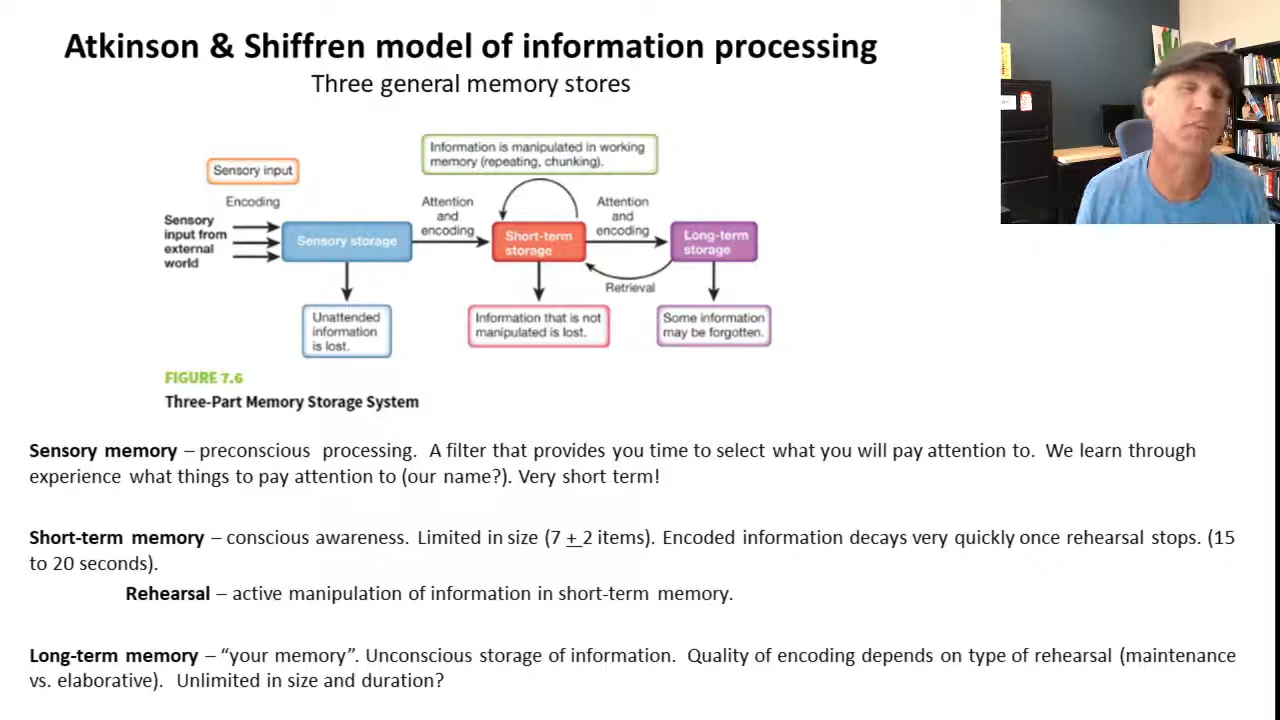 Atkinson & Shiffren model of information processing
Three general memory stores
Information is manipulated in working
memory (repeating, chunking).
Sensory input
Encoding
Sensory
input from
external
world
Sensory storage
Attention
and
encoding
Short-term
storage
Attention
and
encoding
Long-term
storage
Retrieval
Unattended
information
is lost.
Information that is not
manipulated is lost.
Some information
may be forgotten.
FIGURE 7.6
Three-Part Memory Storage System
Sensory memory – preconscious processing. A filter that provides you time to select what you will pay attention to. We learn through
experience what things to pay attention to (our name?). Very short term!
Short-term memory – conscious awareness. Limited in size (7 + 2 items). Encoded information decays very quickly once rehearsal stops. (15
to 20 seconds).
Rehearsal – active manipulation of information in short-term memory.
Long-term memory – “your memory”. Unconscious storage of information. Quality of encoding depends on type of rehearsal (maintenance
vs. elaborative). Unlimited in size and duration?